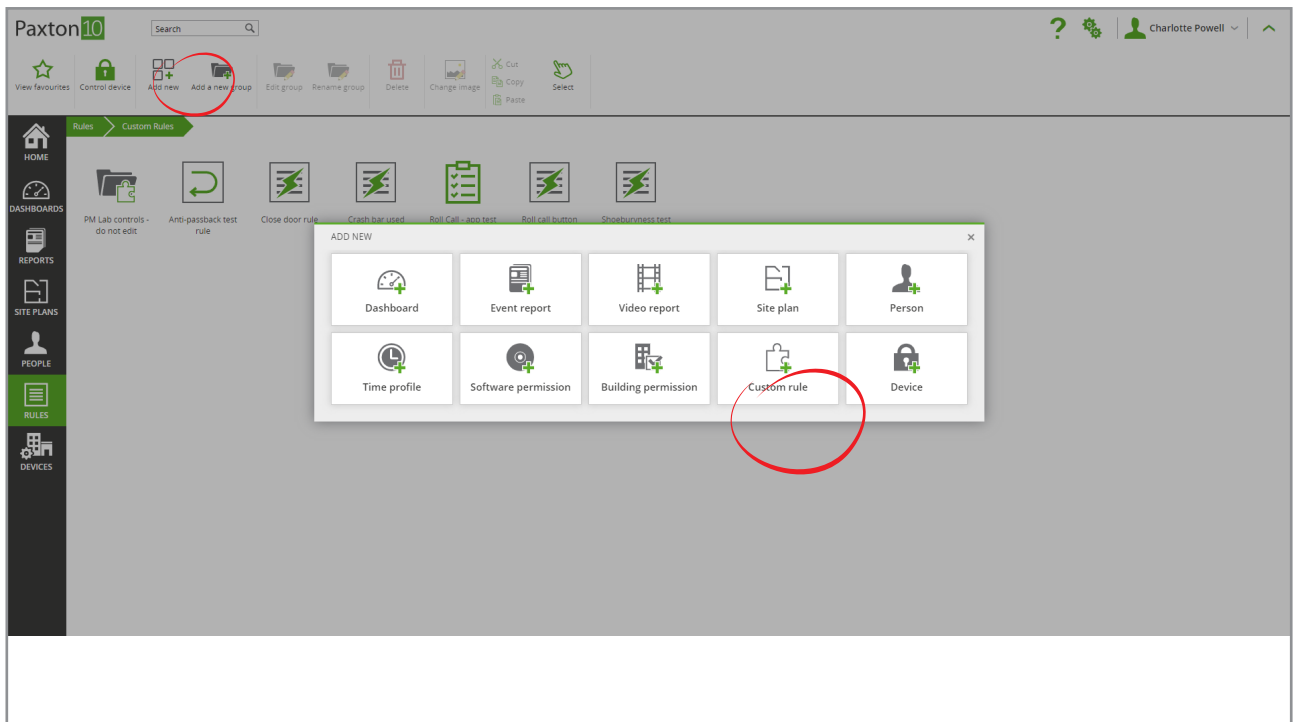 Paxton10
Search
Charlotte Powell
View favourites
Control device
Add new
Add a new group
Edit group
Rename group
Delete
Change image
Cut
Copy
Paste
Select
Rules
Custom Rules
HOME
DASHBOARDS
REPORTS
SITE PLANS
PEOPLE
RULES
DEVICES
PM Lab controls -
do not edit
Anti-passback test
rule
Close door rule
Crash bar used
Roll Call - app test
Roll call button
Shoeburyness test
ADD NEW
Dashboard
Event report
Video report
Site plan
Person
Time profile
Software permission
Building permission
Custom rule
Device